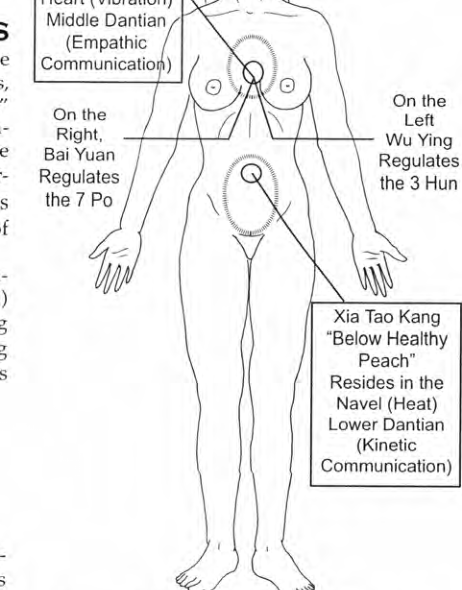 Heart (Vibration)
Middle Dantian
(Empathic
Communication)
On the
Right,
Bai Yuan
Regulates
the 7 Po
On the
Left
Wu Ying
Regulates
the 3 Hun
Xia Tao Kang
“Below Healthy
Peach”
Resides in the
Navel (Heat)
Lower Dantian
(Kinetic
Communication)